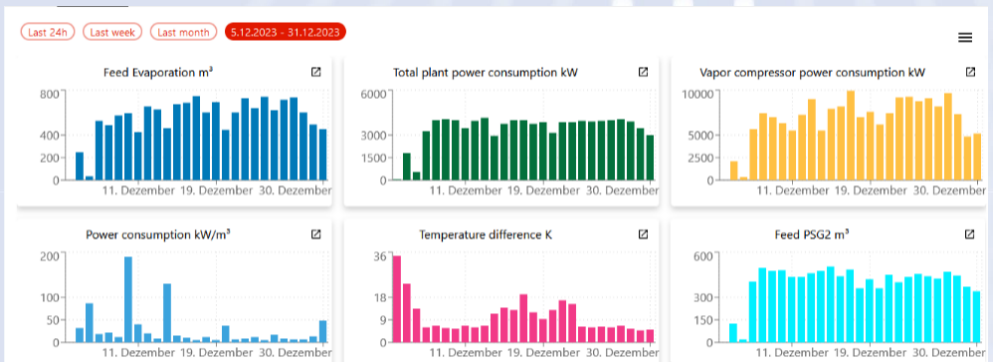 Last 24h Last week Last month 5.12.2023 - 31.12.2023
Feed Evaporation m³
800
400
200
0
11. Dezember 19. Dezember 30. Dezember
Total plant power consumption kW
6000
3000
1500
0
11. Dezember 19. Dezember 30. Dezember
Vapor compressor power consumption kW
10000
5000
2500
0
11. Dezember 19. Dezember 30. Dezember
Power consumption kW/m³
200
100
50
0
11. Dezember 19. Dezember 30. Dezember
Temperature difference K
36
18
9
0
11. Dezember 19. Dezember 30. Dezember
Feed PSG2 m³
600
300
150
0
11. Dezember 19. Dezember 30. Dezember